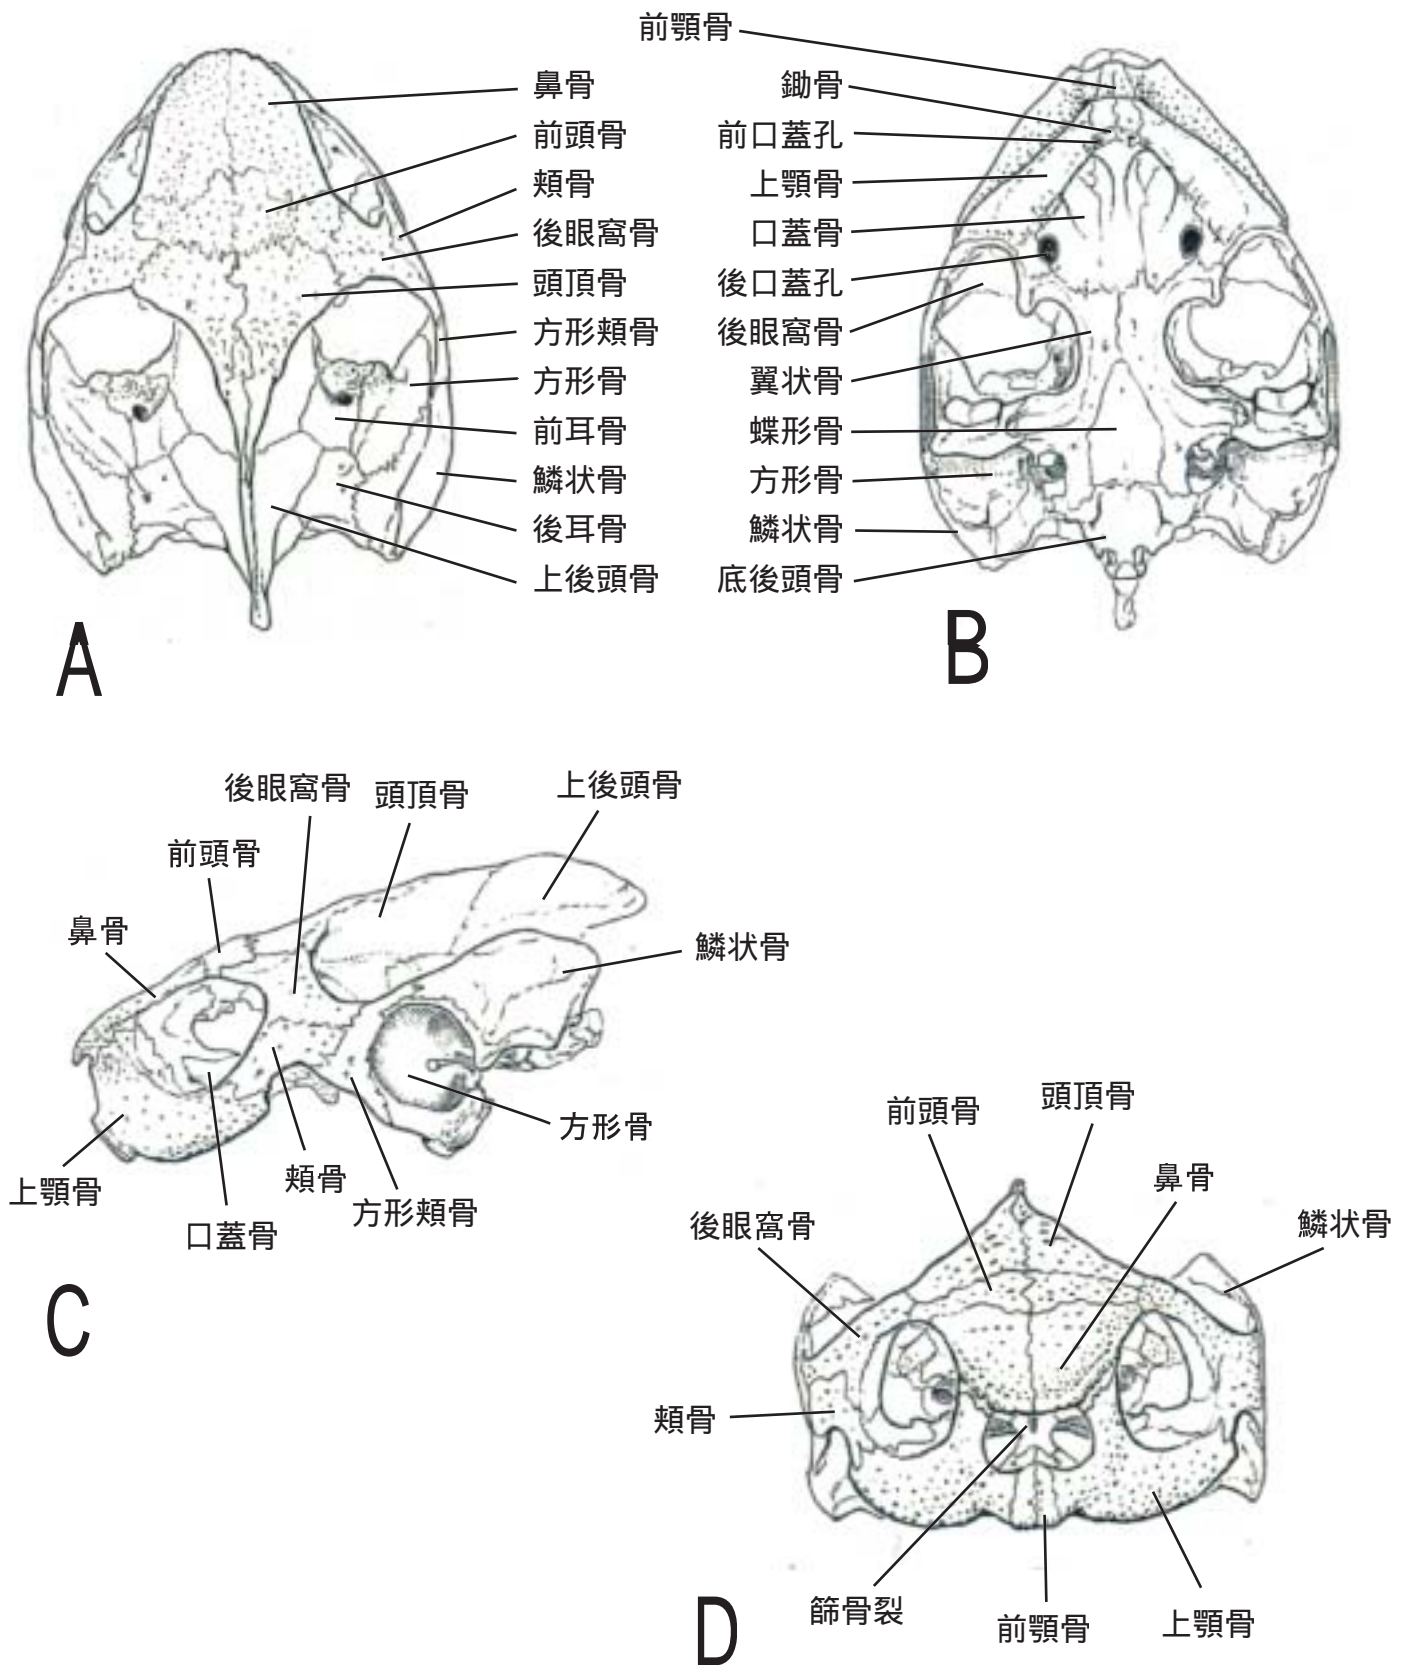 鼻骨
前頭骨
頬骨
後眼窩骨
頭頂骨
方形頬骨
方形骨
前耳骨
鱗状骨
後耳骨
上後頭骨
A
前顎骨
鋤骨
前口蓋孔
上顎骨
口蓋骨
後口蓋孔
後眼窩骨
翼状骨
蝶形骨
方形骨
鱗状骨
底後頭骨
B
後眼窩骨
頭頂骨
上後頭骨
前頭骨
鼻骨
鱗状骨
方形骨
上顎骨
頬骨
方形頬骨
口蓋骨
C
前頭骨
頭頂骨
鼻骨
後眼窩骨
鱗状骨
頬骨
篩骨裂
前顎骨
上顎骨
D